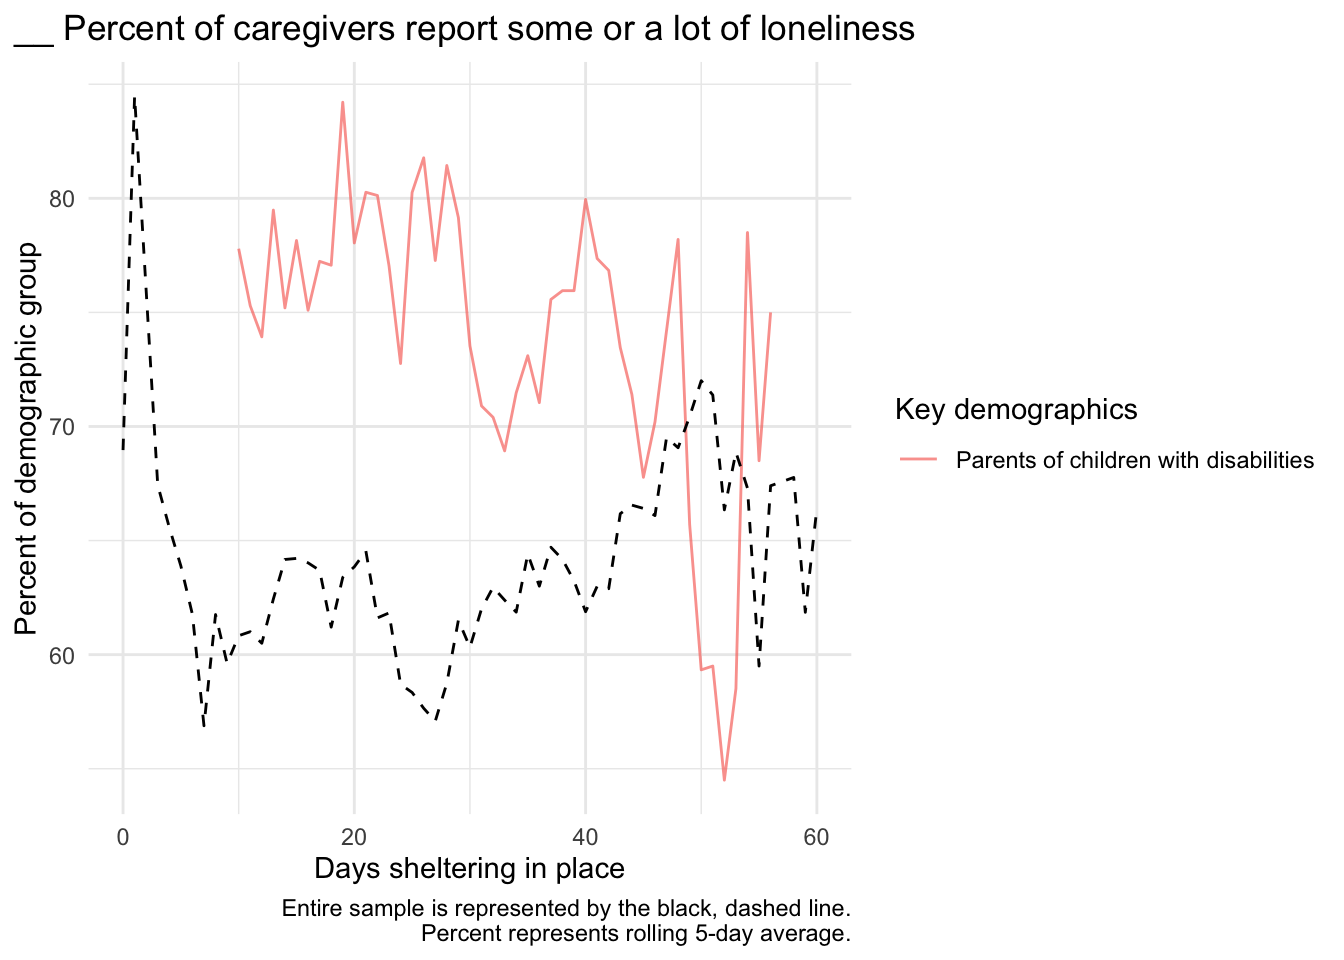 __ Percent of caregivers report some or a lot of loneliness
Percent of demographic group
80
70
60
0 20 40 60
Days sheltering in place
Key demographics
Parents of children with disabilities
Entire sample is represented by the black, dashed line.
Percent represents rolling 5-day average.